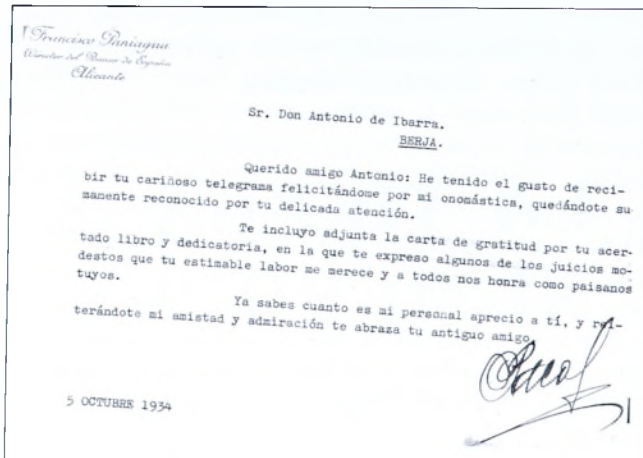 Francisco Paniagua
Director del Banco de España
Alicante
Sr. Don Antonio de Ibarra.
BERJA.
Querido amigo Antonio: He tenido el gusto de reci-
bir tu cariñoso telegrama felicitándome por mi onomástica, quedándote su-
mamente reconocido por tu delicada atención.
Te incluyo adjunta la carta de gratitud por tu acer-
tado libro y dedicatoria, en la que te expreso algunos de los juicios mo-
destos que tu estimable labor me merece y a todos nos honra como paisanos
tuyos.
Ya sabes cuanto es mi personal aprecio a tí, y rei-
terándote mi amistad y admiración te abraza tu antiguo amigo
5 OCTUBRE 1934